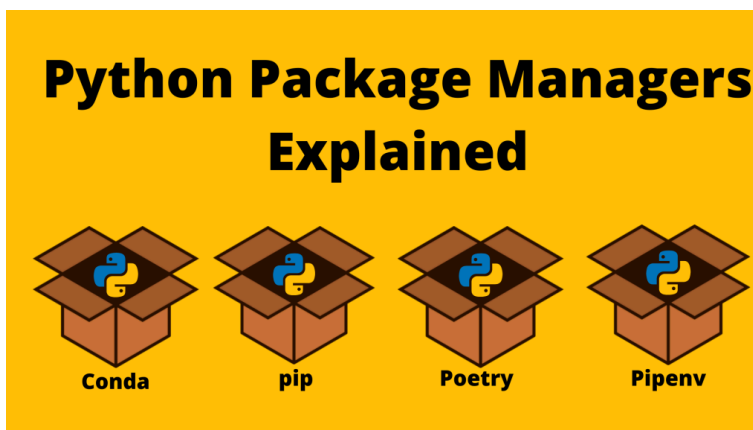 Python Package Managers
Explained
Conda
pip
Poetry
Pipenv